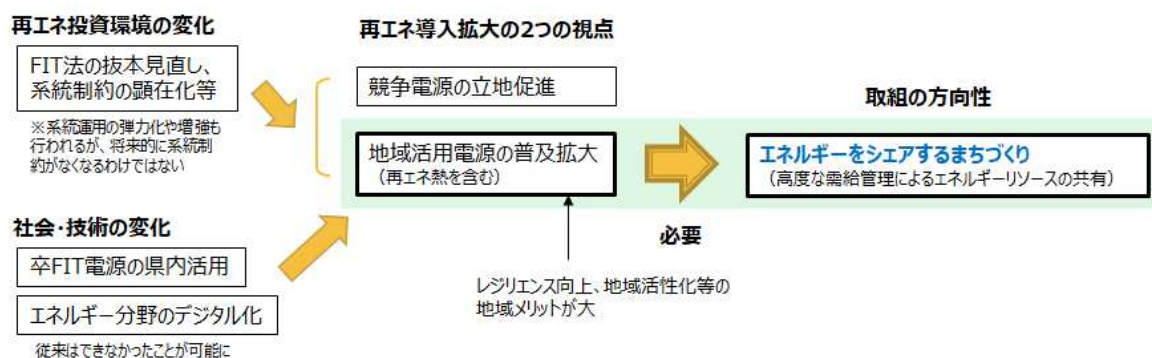 再エネ投資環境の変化
FIT法の抜本見直し、
系統制約の顕在化等
※系統運用の弾力化や増強も
行われるが、将来的に系統制
約がなくなるわけではない
社会・技術の変化
卒FIT電源の県内活用
エネルギー分野のデジタル化
従来はできなかったことが可能に
再エネ導入拡大の2つの視点
競争電源の立地促進
地域活用電源の普及拡大
（再エネ熱を含む）
レジリエンス向上、地域活性化等の
地域メリットが大
必要
取組の方向性
エネルギーをシェアするまちづくり
（高度な需給管理によるエネルギーリソースの共有）